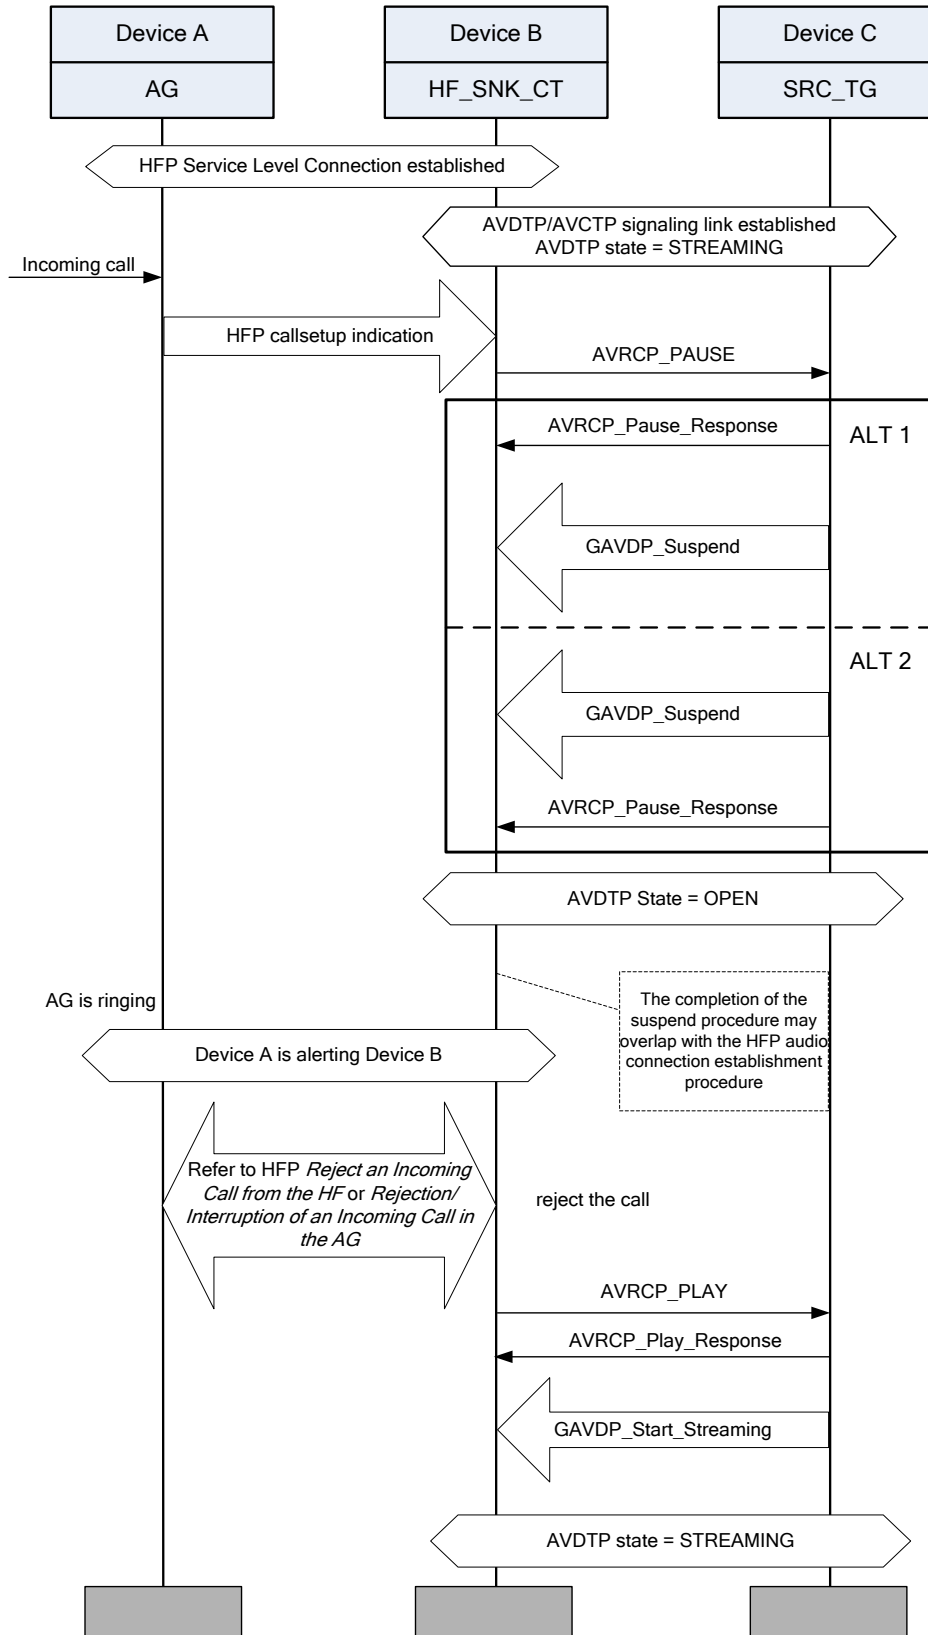 Device A
Device B
Device C
AG
HF_SNK_CT
SRC_TG
HFP Service Level Connection established
AVDTP/AVCTP signaling link established
AVDTP state = STREAMING
Incoming call
HFP callsetup indication
AVRCP_PAUSE
ALT 1
AVRCP_Pause_Response
GAVDP_Suspend
ALT 2
GAVDP_Suspend
AVRCP_Pause_Response
AVDTP State = OPEN
The completion of the
suspend procedure may
overlap with the HFP audio
connection establishment
procedure
AG is ringing
Device A is alerting Device B
Refer to HFP Reject an Incoming
Call from the HF or Rejection/
Interruption of an Incoming Call in
the AG
reject the call
AVRCP_PLAY
AVRCP_Play_Response
GAVDP_Start_Streaming
AVDTP state = STREAMING